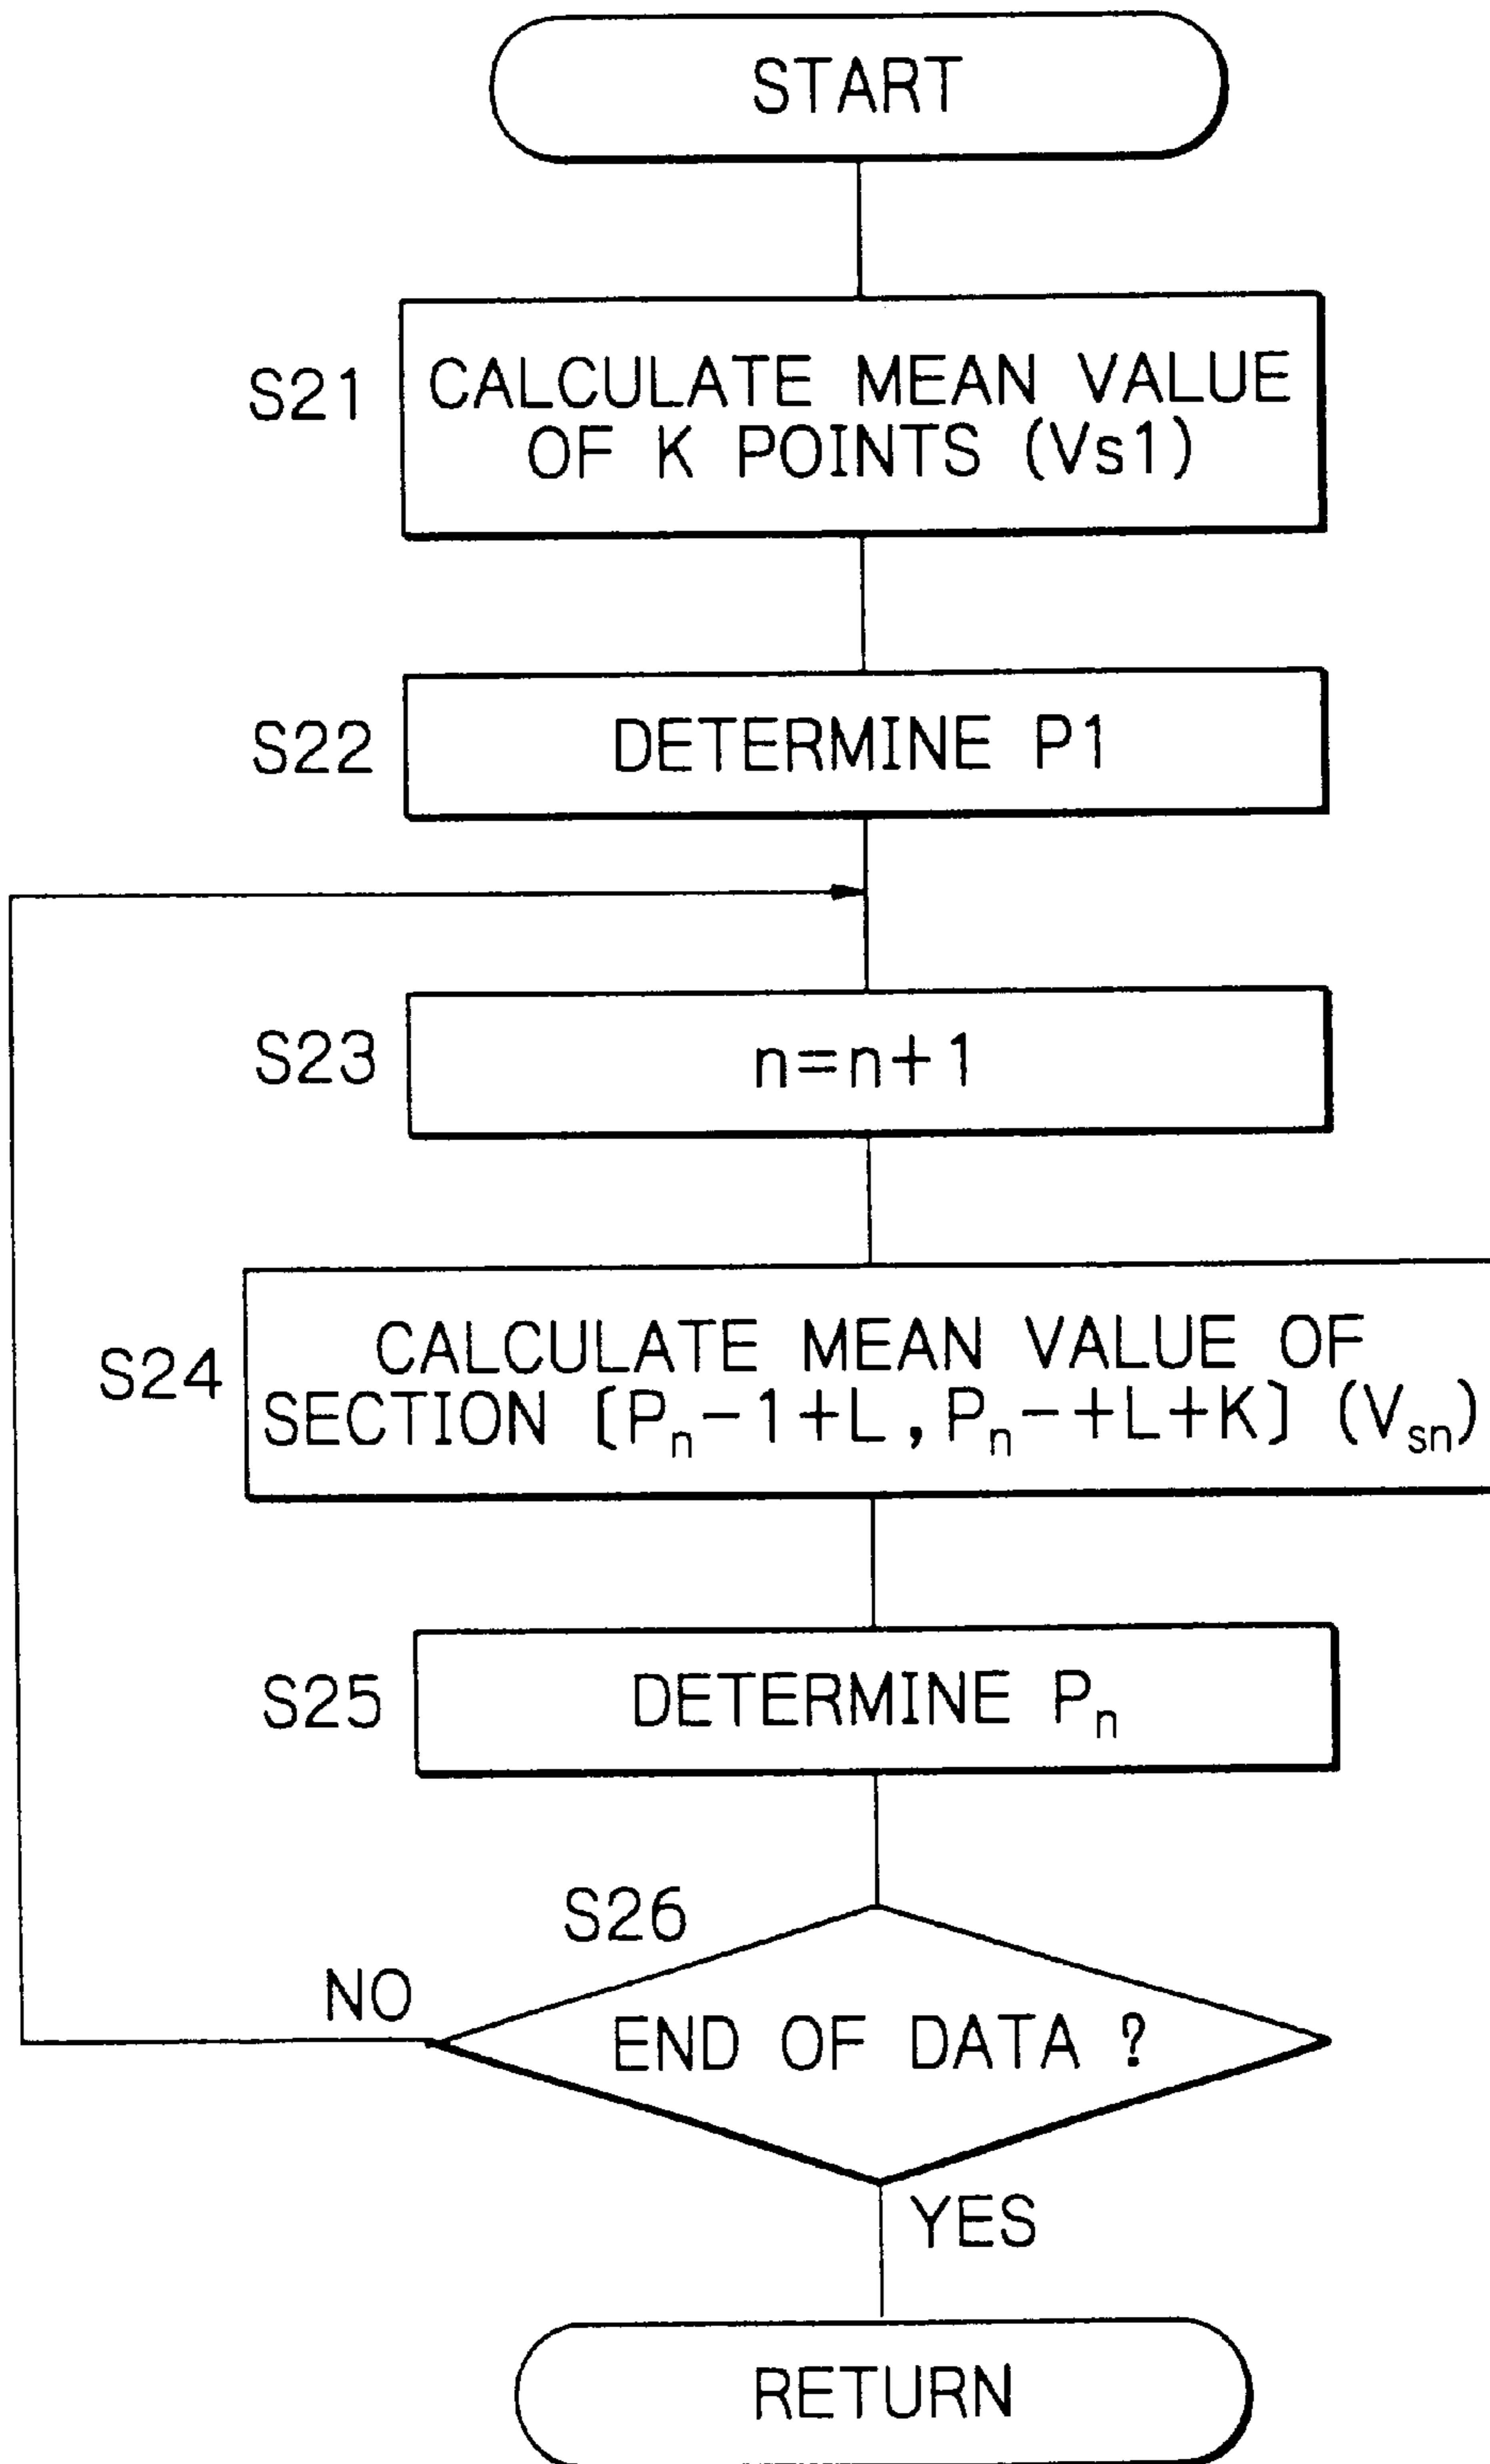 START
S21
CALCULATE MEAN VALUE
OF K POINTS (Vs1)
S22
DETERMINE P1
S23
n=n+1
S24
CALCULATE MEAN VALUE OF
SECTION [Pn-1+L, Pn-+L+K] (Vsn)
S25
DETERMINE Pn
S26
NO
END OF DATA ?
YES
RETURN